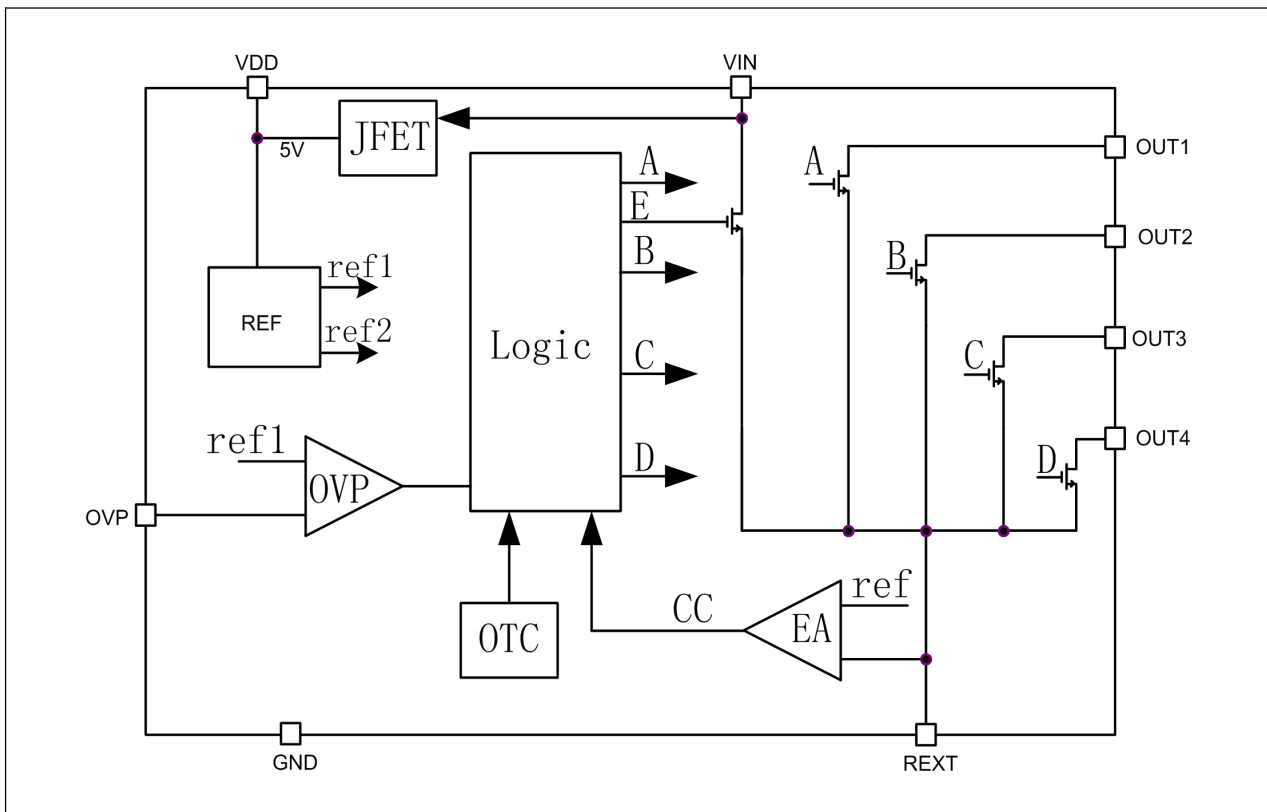 VDD
VIN
JFET
5V
OUT1
A
A
E
OUT2
B
B
ref1
REF
ref2
Logic
OUT3
C
C
ref1
OVP
OUT4
D
D
OVP
OTC
CC
EA
ref
GND
REXT